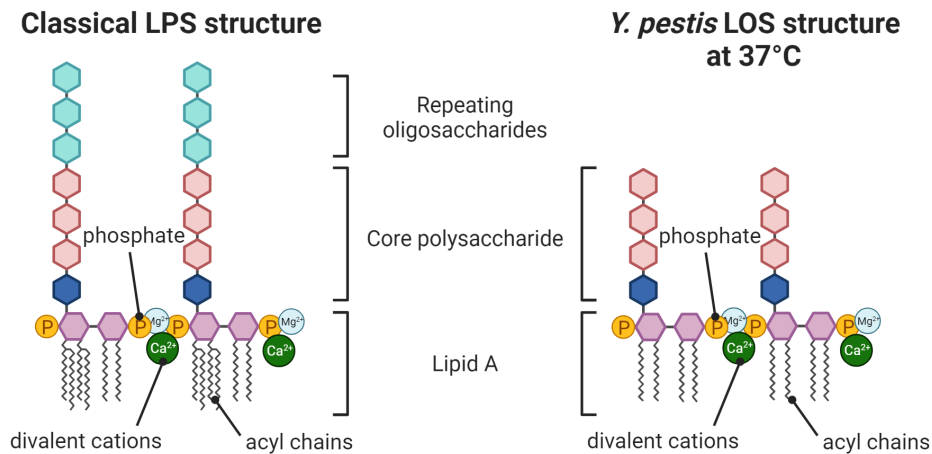 Classical LPS structure
Y. pestis LOS structure
at 37°C
Repeating
oligosaccharides
phosphate
Core polysaccharide
phosphate
P
P
Mg²⁺
P
P
Mg²⁺
Ca²⁺
Ca²⁺
Lipid A
P
P
Mg²⁺
P
P
Mg²⁺
Ca²⁺
Ca²⁺
divalent cations
acyl chains
divalent cations
acyl chains